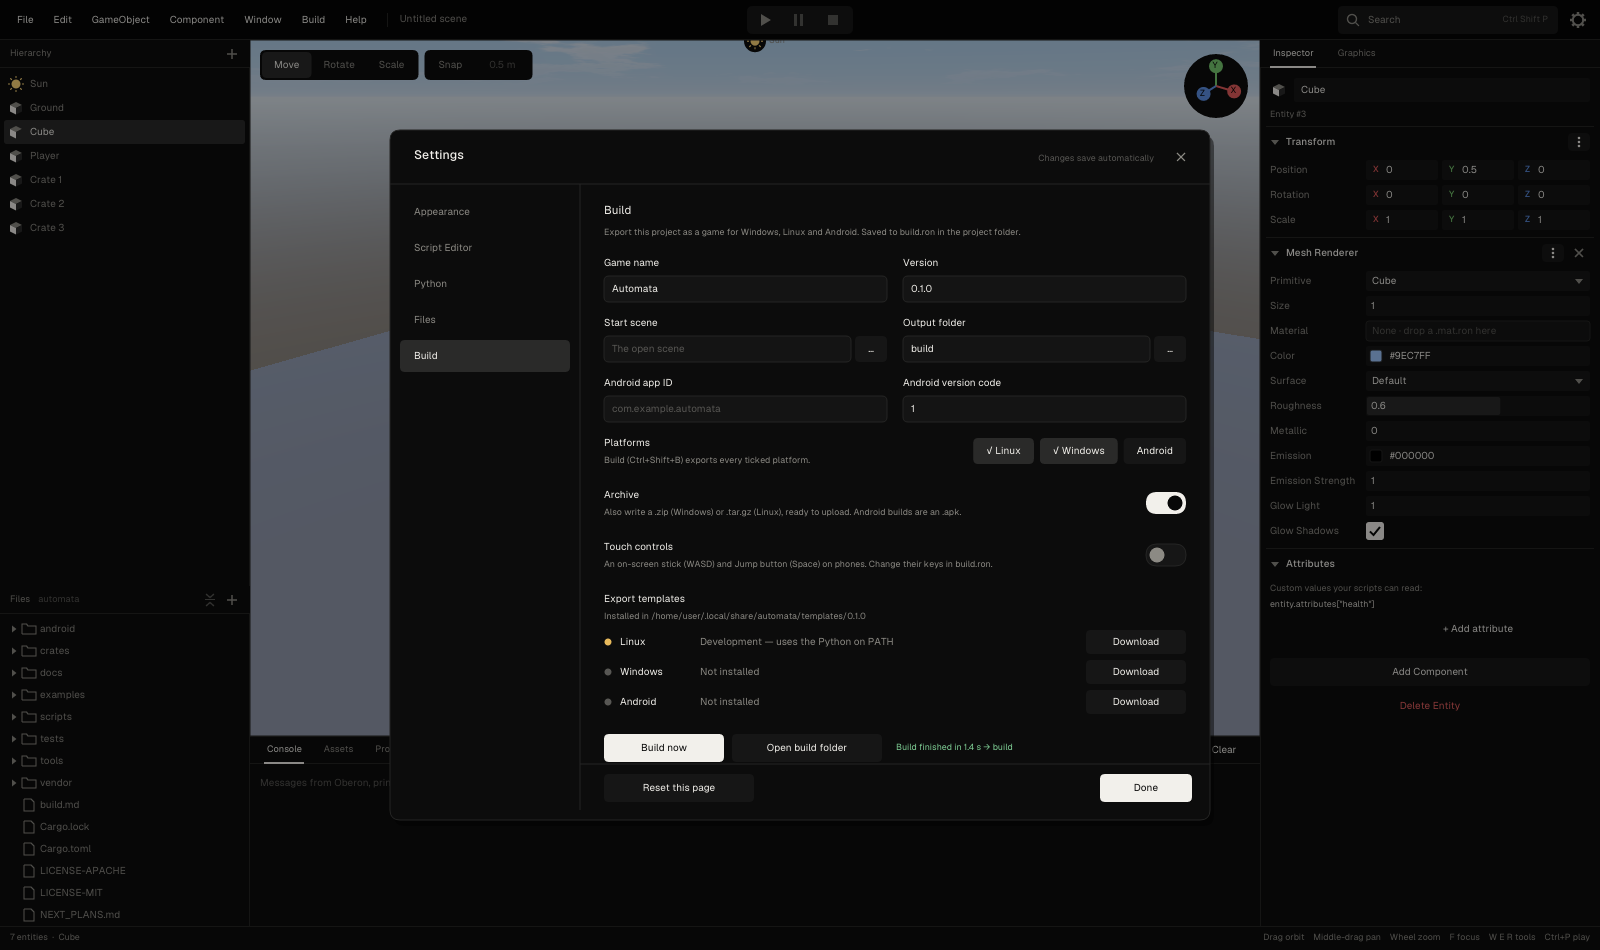 File Edit GameObject Component Window Build Help Untitled scene
Search Ctrl Shift P
Hierarchy
Sun
Ground
Cube
Player
Crate 1
Crate 2
Crate 3
Files automata
android
crates
docs
examples
scripts
tests
tools
vendor
build.md
Cargo.lock
Cargo.toml
LICENSE-APACHE
LICENSE-MIT
NEXT_PLANS.md
Move Rotate Scale Snap 0.5 m
Y
Z X
Settings
Changes save automatically
Appearance
Script Editor
Python
Files
Build
Build
Export this project as a game for Windows, Linux and Android. Saved to build.ron in the project folder.
Game name Version
Automata 0.1.0
Start scene Output folder
The open scene ... build ...
Android app ID Android version code
com.example.automata 1
Platforms
Build (Ctrl+Shift+B) exports every ticked platform.
√ Linux √ Windows Android
Archive
Also write a .zip (Windows) or .tar.gz (Linux), ready to upload. Android builds are an .apk.
Touch controls
An on-screen stick (WASD) and Jump button (Space) on phones. Change their keys in build.ron.
Export templates
Installed in /home/user/.local/share/automata/templates/0.1.0
Linux Development — uses the Python on PATH Download
Windows Not installed Download
Android Not installed Download
Build now Open build folder Build finished in 1.4 s → build
Reset this page Done
Console Assets Pro Clear
Messages from Oberon, prin
Inspector Graphics
Cube
Entity #3
Transform
Position X 0 Y 0.5 Z 0
Rotation X 0 Y 0 Z 0
Scale X 1 Y 1 Z 1
Mesh Renderer
Primitive Cube
Size 1
Material None · drop a .mat.ron here
Color #9EC7FF
Surface Default
Roughness 0.6
Metallic 0
Emission #000000
Emission Strength 1
Glow Light 1
Glow Shadows
Attributes
Custom values your scripts can read:
entity.attributes["health"]
+ Add attribute
Add Component
Delete Entity
7 entities · Cube
Drag orbit Middle-drag pan Wheel zoom F focus W E R tools Ctrl+P play